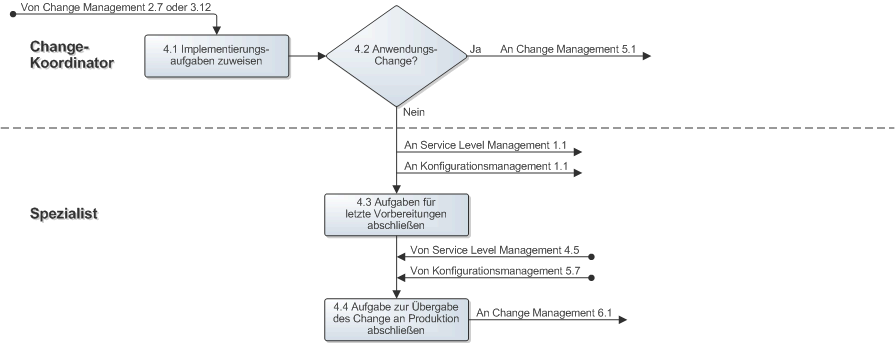 Von Change Management 2.7 oder 3.12
Change-
Koordinator
4.1 Implementierungs-
aufgaben zuweisen
4.2 Anwendungs-
Change?
Ja
An Change Management 5.1
Nein
An Service Level Management 1.1
An Konfigurationsmanagement 1.1
Spezialist
4.3 Aufgaben für
letzte Vorbereitungen
abschließen
Von Service Level Management 4.5
Von Konfigurationsmanagement 5.7
4.4 Aufgabe zur Übergabe
des Change an Produktion
abschließen
An Change Management 6.1